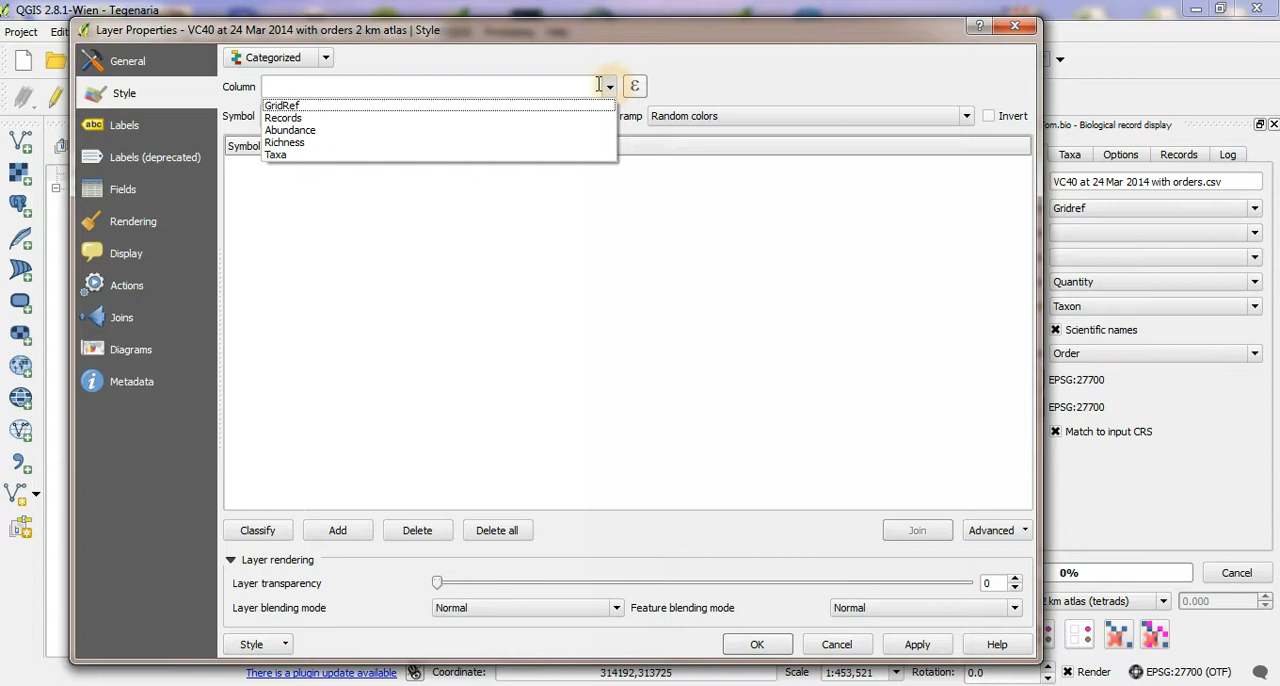 QGIS 2.8.1-Wien - Tegenaria
Project
Layer Properties - VC40 at 24 Mar 2014 with orders 2 km atlas | Style
General
Style
Labels
Labels (deprecated)
Fields
Rendering
Display
Actions
Joins
Diagrams
Metadata
Categorized
Column
ε
GridRef
Records
Abundance
Richness
Taxa
Symbol
ramp
Random colors
Invert
Symbol
Classify
Add
Delete
Delete all
Join
Advanced
Layer rendering
Layer transparency
0
Layer blending mode
Normal
Feature blending mode
Normal
Style
OK
Cancel
Apply
Help
Tom.bio - Biological record display
Taxa
Options
Records
Log
VC40 at 24 Mar 2014 with orders.csv
Gridref
Quantity
Taxon
Scientific names
Order
EPSG:27700
EPSG:27700
Match to input CRS
0%
Cancel
2 km atlas (tetrads)
0.000
There is a plugin update available
Coordinate:
314192,313725
Scale
1:453,521
Rotation:
0.0
Render
EPSG:27700 (OTF)